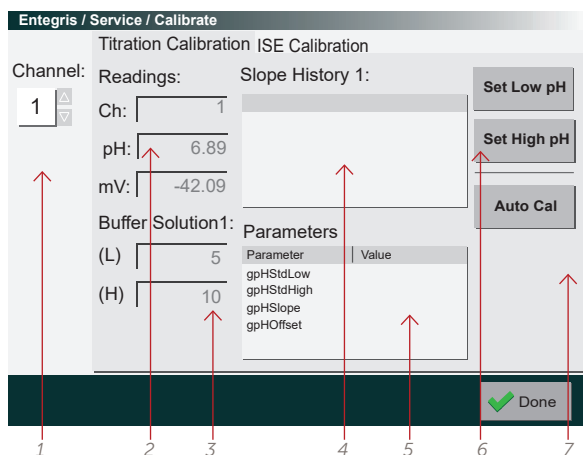 Entegris / Service / Calibrate
Titration Calibration ISE Calibration
Channel:
1
Readings:
Ch: 1
pH: 6.89
mV: -42.09
Buffer Solution1:
(L) 5
(H) 10
Slope History 1:
Parameters
Parameter Value
gpHStdLow
gpHStdHigh
gpHSlope
gpHOffset
Set Low pH
Set High pH
Auto Cal
Done
1 2 3 4 5 6 7